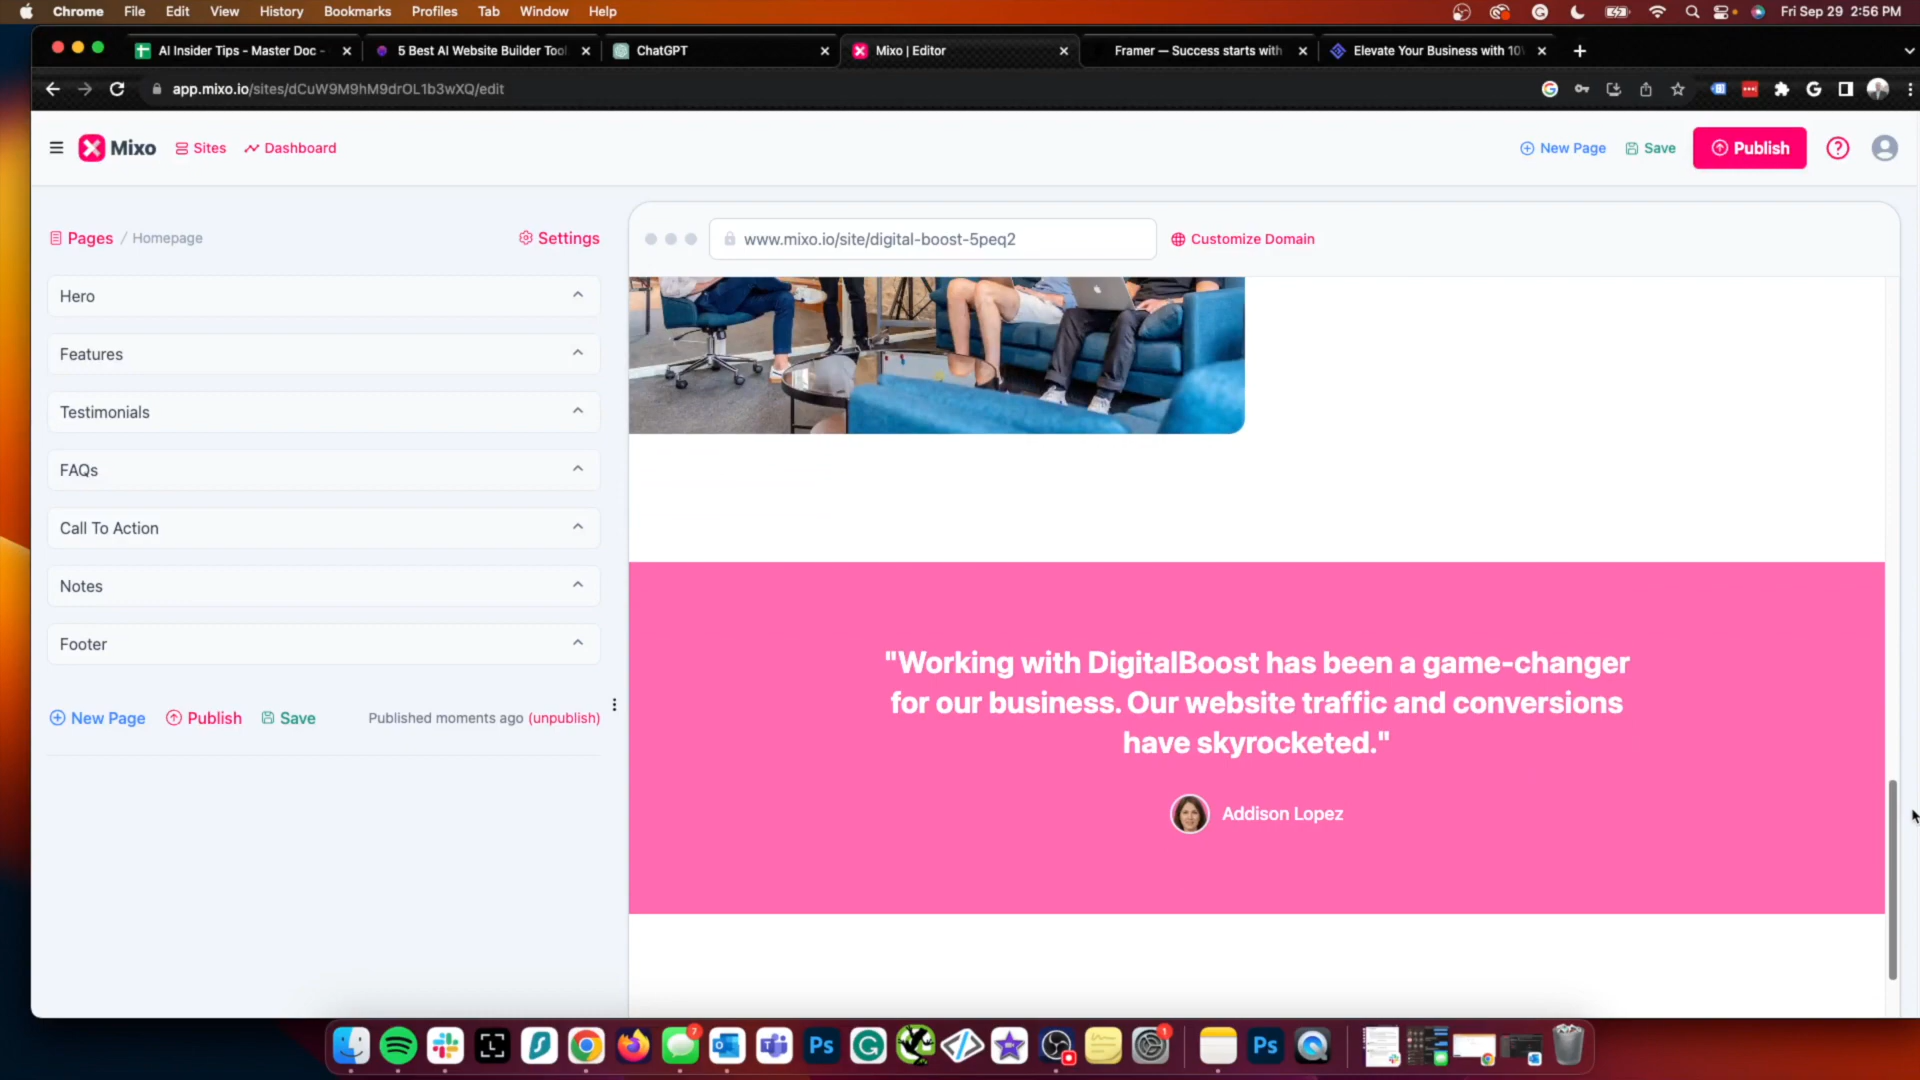 Chrome File Edit View History Bookmarks Profiles Tab Window Help Fri Sep 29 2:56 PM
AI Insider Tips - Master Doc - 5 Best AI Website Builder Tool ChatGPT Mixo | Editor Framer — Success starts with Elevate Your Business with
app.mixo.io/sites/dCuW9M9hM9drOL1b3wXQ/edit
Mixo Sites Dashboard New Page Save Publish
Pages / Homepage Settings
www.mixo.io/site/digital-boost-5peq2 Customize Domain
Hero
Features
Testimonials
FAQs
Call To Action
Notes
Footer
New Page Publish Save Published moments ago (unpublish)
"Working with DigitalBoost has been a game-changer
for our business. Our website traffic and conversions
have skyrocketed."
Addison Lopez
7
Ps
1
Ps